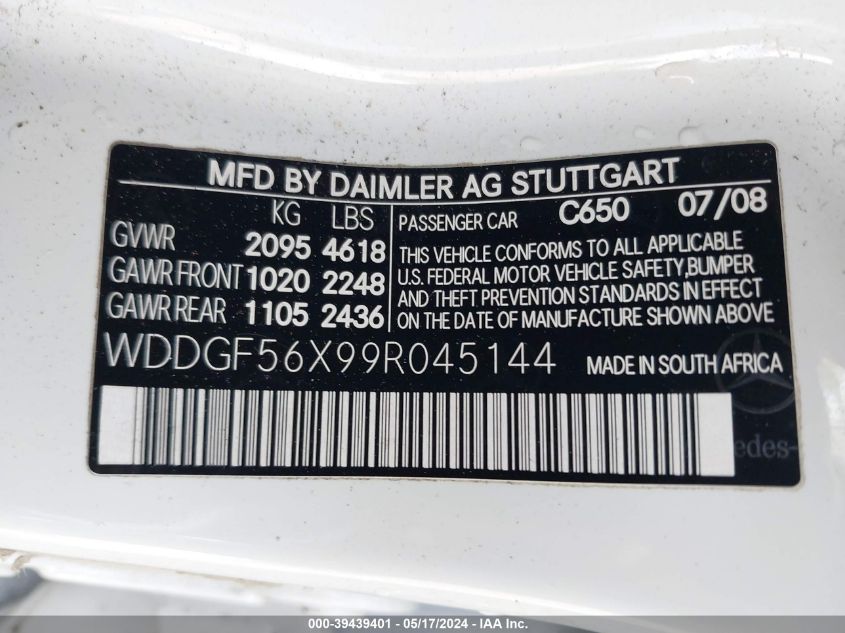 MFD BY DAIMLER AG STUTTGART
KG LBS
GVWR 2095 4618
GAWR FRONT 1020 2248
GAWR REAR 1105 2436
PASSENGER CAR C650 07/08
THIS VEHICLE CONFORMS TO ALL APPLICABLE
U.S. FEDERAL MOTOR VEHICLE SAFETY,BUMPER
AND THEFT PREVENTION STANDARDS IN EFFECT
ON THE DATE OF MANUFACTURE SHOWN ABOVE.
WDDGF56X99R045144 MADE IN SOUTH AFRICA
edes-
000-39439401 - 05/17/2024 - IAA Inc.